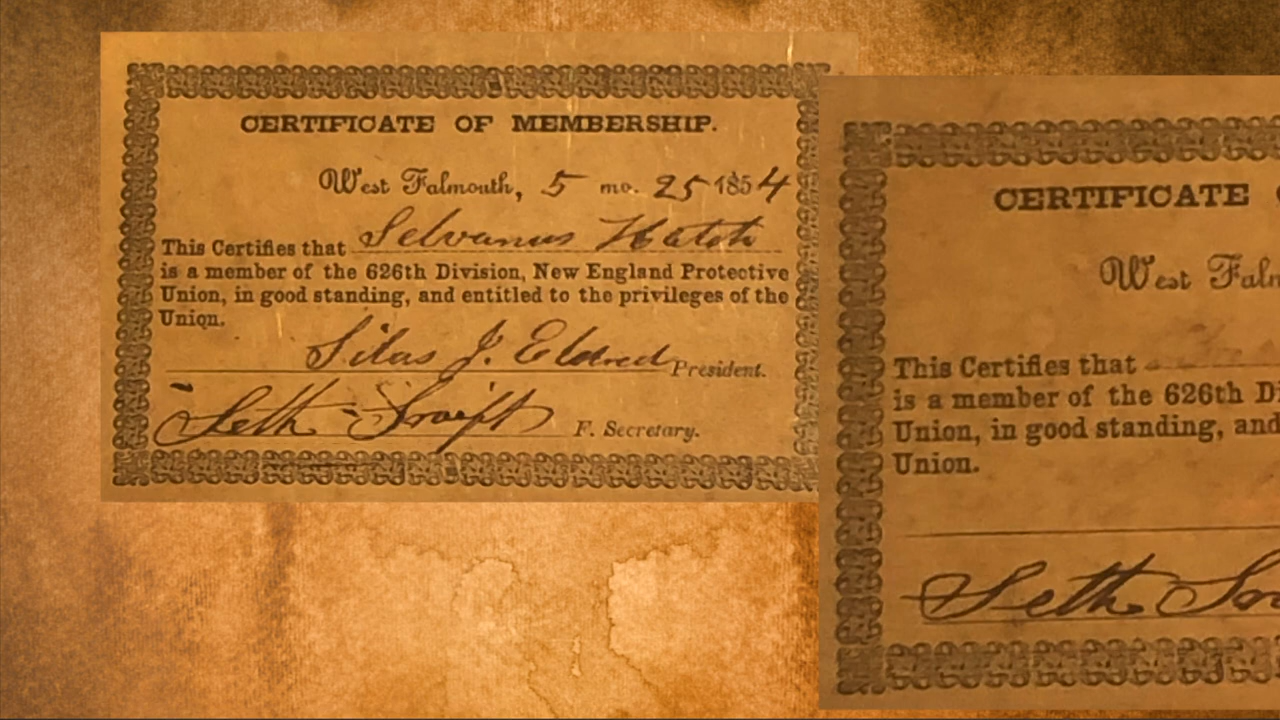 CERTIFICATE OF MEMBERSHIP.
West Falmouth, 5 mo. 25 1854
This Certifies that Selvanus Hatch
is a member of the 626th Division, New England Protective
Union, in good standing, and entitled to the privileges of the
Union.
Silas J. Eldred President.
Seth Swift F. Secretary.
CERTIFICATE
West Fal
This Certifies that
is a member of the 626th
Union, in good standing, and
Union.
Seth